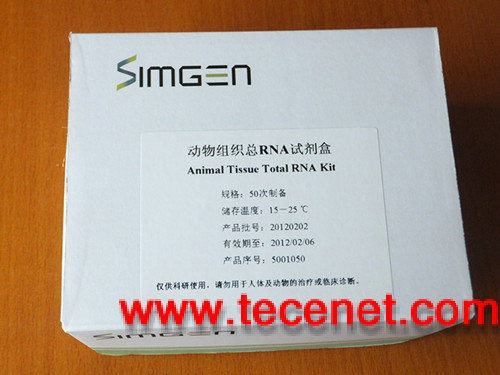 SIMGEN
动物组织总RNA试剂盒
Animal Tissue Total RNA Kit
规格：50次制备
储存温度：15－25 ℃
产品批号：20120202
有效期至：2012/02/06
产品序号：5001050
仅供科研使用，请勿用于人体及动物的治疗或临床诊断。
www.tecenet.com